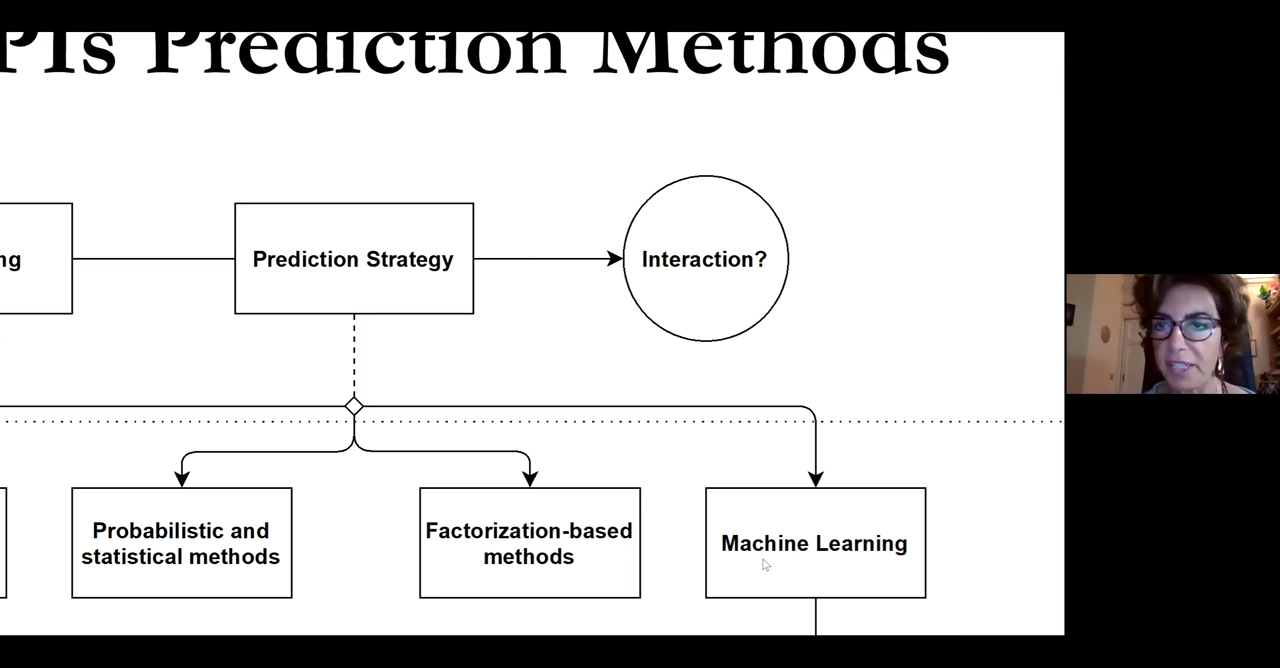 PIs Prediction Methods
ng
Prediction Strategy
Interaction?
Probabilistic and
statistical methods
Factorization-based
methods
Machine Learning